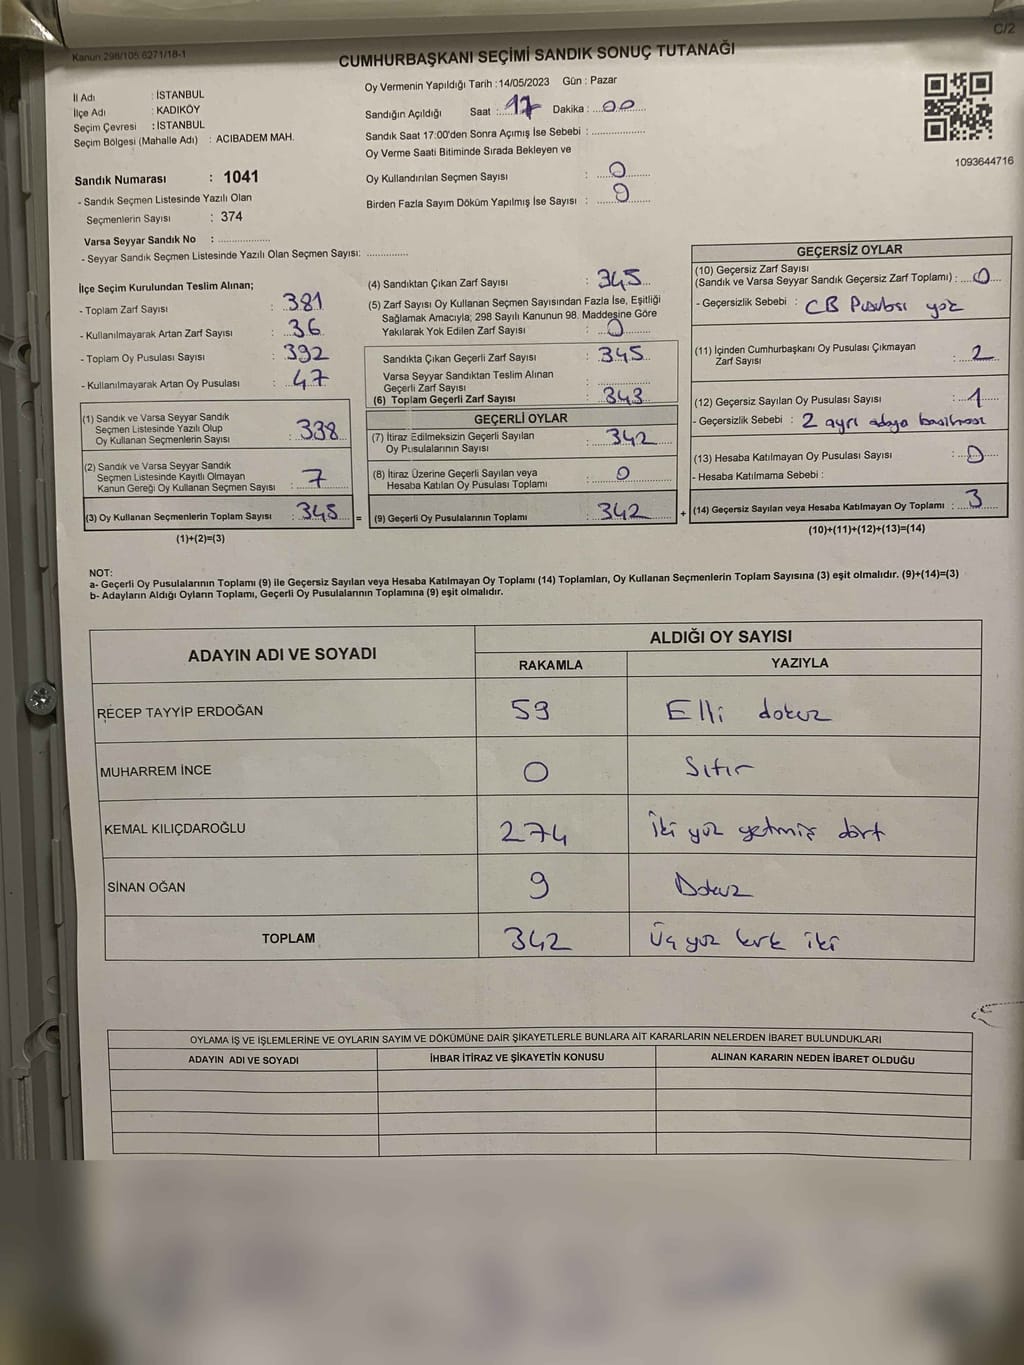 C/2
Kanun:298/105.6271/18-1
CUMHURBAŞKANI SEÇİMİ SANDIK SONUÇ TUTANAĞI
İl Adı : İSTANBUL
İlçe Adı : KADIKÖY
Seçim Çevresi : İSTANBUL
Seçim Bölgesi (Mahalle Adı) : ACIBADEM MAH.
Sandık Numarası : 1041
- Sandık Seçmen Listesinde Yazılı Olan
Seçmenlerin Sayısı : 374
Varsa Seyyar Sandık No : ..................
- Seyyar Sandık Seçmen Listesinde Yazılı Olan Seçmen Sayısı: ..............
Oy Vermenin Yapıldığı Tarih : 14/05/2023 Gün : Pazar
Sandığın Açıldığı Saat : 17 Dakika : 00
Sandık Saat 17:00'den Sonra Açımış İse Sebebi : ..................
Oy Verme Saati Bitiminde Sırada Bekleyen ve
Oy Kullandırılan Seçmen Sayısı : 0
Birden Fazla Sayım Döküm Yapılmış İse Sayısı : 0
1093644716
İlçe Seçim Kurulundan Teslim Alınan;
- Toplam Zarf Sayısı : 381
- Kullanılmayarak Artan Zarf Sayısı : 36
- Toplam Oy Pusulası Sayısı : 392
- Kullanılmayarak Artan Oy Pusulası : 47
(1) Sandık ve Varsa Seyyar Sandık
Seçmen Listesinde Yazılı Olup
Oy Kullanan Seçmenlerin Sayısı : 338
(2) Sandık ve Varsa Seyyar Sandık
Seçmen Listesinde Kayıtlı Olmayan
Kanun Gereği Oy Kullanan Seçmen Sayısı : 7
(3) Oy Kullanan Seçmenlerin Toplam Sayısı : 345 =
(1)+(2)=(3)
(4) Sandıktan Çıkan Zarf Sayısı : 345
(5) Zarf Sayısı Oy Kullanan Seçmen Sayısından Fazla İse, Eşitliği
Sağlamak Amacıyla; 298 Sayılı Kanunun 98. Maddesine Göre
Yakılarak Yok Edilen Zarf Sayısı : 0
Sandıkta Çıkan Geçerli Zarf Sayısı : 345
Varsa Seyyar Sandıktan Teslim Alınan
Geçerli Zarf Sayısı : ..................
(6) Toplam Geçerli Zarf Sayısı : 343
GEÇERLİ OYLAR
(7) İtiraz Edilmeksizin Geçerli Sayılan
Oy Pusulalarının Sayısı : 342
(8) İtiraz Üzerine Geçerli Sayılan veya
Hesaba Katılan Oy Pusulası Toplamı : 0
(9) Geçerli Oy Pusulalarının Toplamı : 342 +
GEÇERSİZ OYLAR
(10) Geçersiz Zarf Sayısı
(Sandık ve Varsa Seyyar Sandık Geçersiz Zarf Toplamı) : 0
- Geçersizlik Sebebi : CB Pusulası yok
(11) İçinden Cumhurbaşkanı Oy Pusulası Çıkmayan
Zarf Sayısı : 2
(12) Geçersiz Sayılan Oy Pusulası Sayısı : 1
- Geçersizlik Sebebi : 2 ayrı adaya basılması
(13) Hesaba Katılmayan Oy Pusulası Sayısı : 0
- Hesaba Katılmama Sebebi :
(14) Geçersiz Sayılan veya Hesaba Katılmayan Oy Toplamı : 3
(10)+(11)+(12)+(13)=(14)
NOT:
a- Geçerli Oy Pusulalarının Toplamı (9) ile Geçersiz Sayılan veya Hesaba Katılmayan Oy Toplamı (14) Toplamları, Oy Kullanan Seçmenlerin Toplam Sayısına (3) eşit olmalıdır. (9)+(14)=(3)
b- Adayların Aldığı Oyların Toplamı, Geçerli Oy Pusulalarının Toplamına (9) eşit olmalıdır.
ADAYIN ADI VE SOYADI ALDIĞI OY SAYISI
RAKAMLA YAZIYLA
RECEP TAYYİP ERDOĞAN 59 Elli dokuz
MUHARREM İNCE 0 Sıfır
KEMAL KILIÇDAROĞLU 274 İki yüz yetmiş dört
SİNAN OĞAN 9 Dokuz
TOPLAM 342 Üç yüz kırk iki
OYLAMA İŞ VE İŞLEMLERİNE VE OYLARIN SAYIM VE DÖKÜMÜNE DAİR ŞİKAYETLERLE BUNLARA AİT KARARLARIN NELERDEN İBARET BULUNDUKLARI
ADAYIN ADI VE SOYADI İHBAR İTİRAZ VE ŞİKAYETİN KONUSU ALINAN KARARIN NEDEN İBARET OLDUĞU